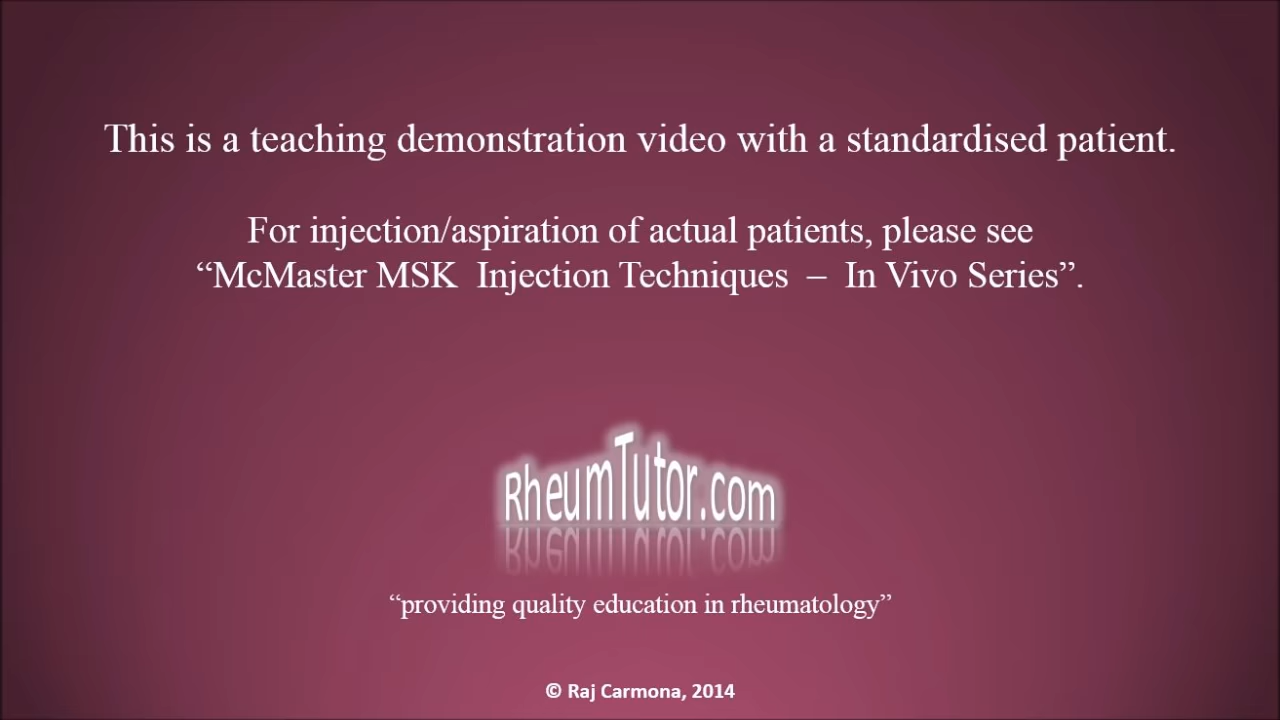 This is a teaching demonstration video with a standardised patient.
For injection/aspiration of actual patients, please see
“McMaster MSK Injection Techniques – In Vivo Series”.
RheumTutor.com
“providing quality education in rheumatology”
© Raj Carmona, 2014